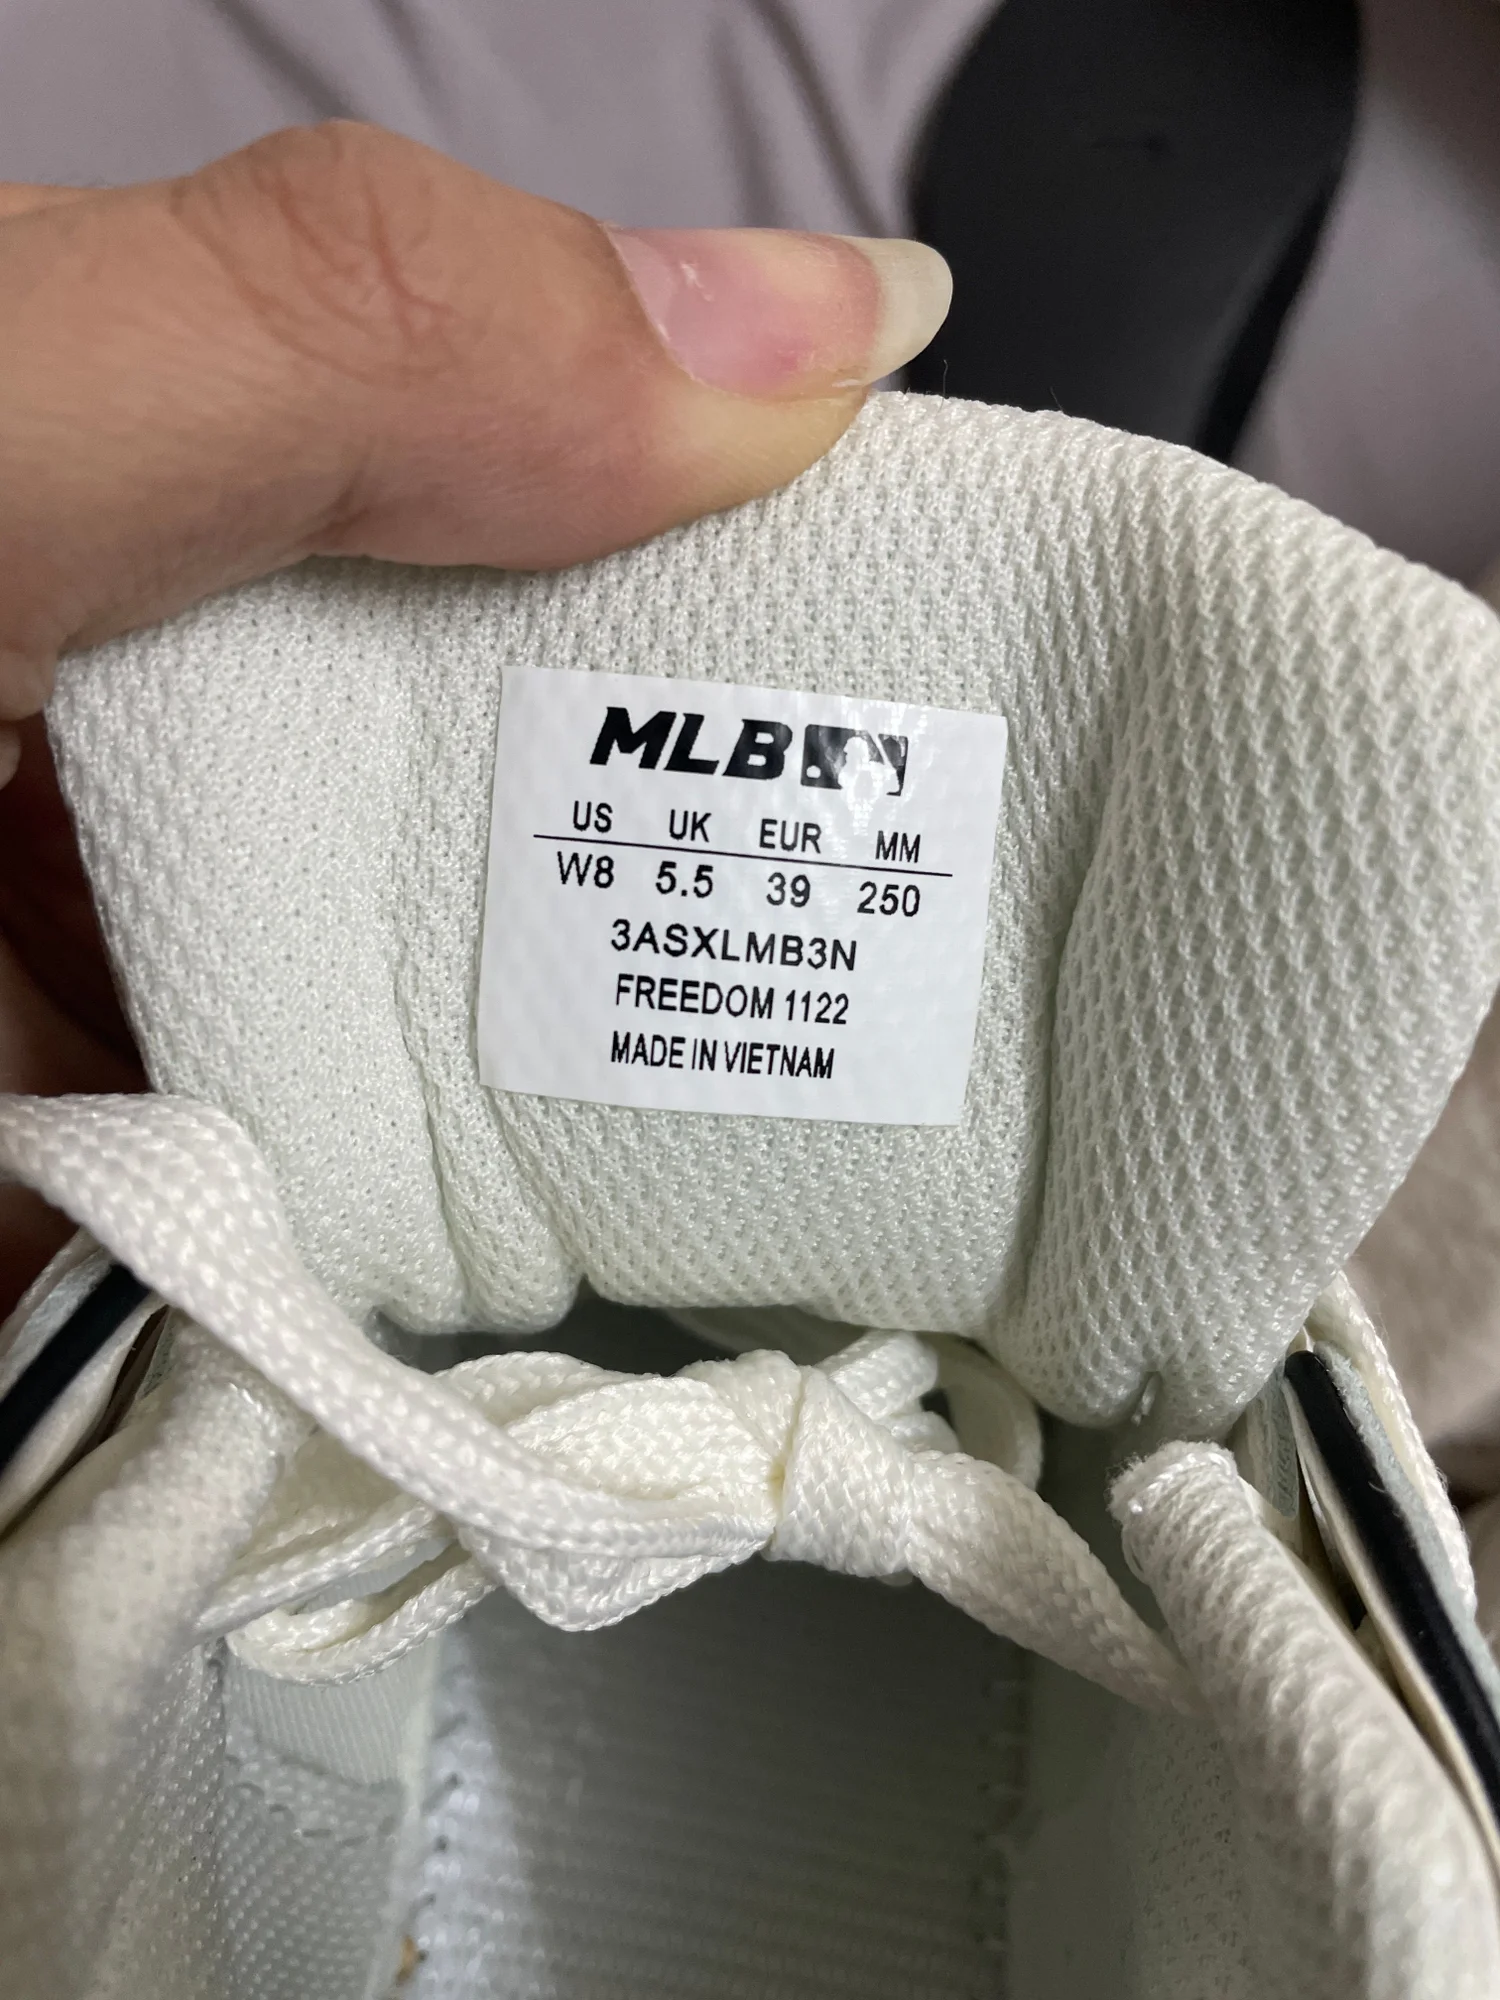 MLB
US UK EUR MM
W8 5.5 39 250
3ASXLMB3N
FREEDOM 1122
MADE IN VIETNAM